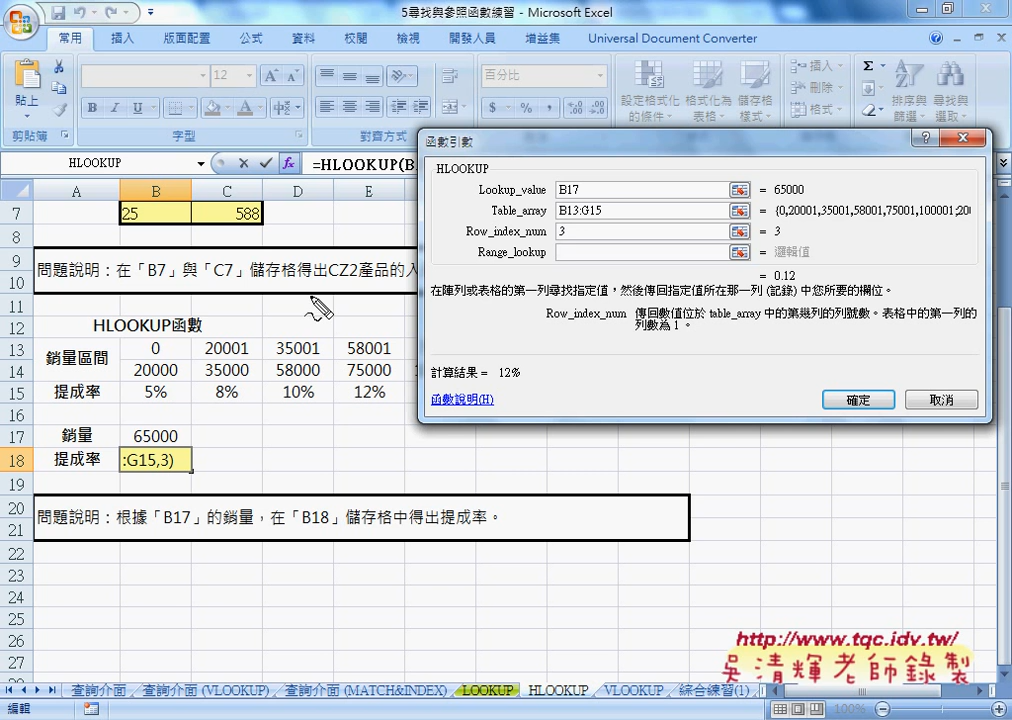 5尋找與參照函數練習 - Microsoft Excel
常用 插入 版面配置 公式 資料 校閱 檢視 開發人員 增益集 Universal Document Converter
貼上 12 百分比 設定格式化的條件 格式化為表格 儲存格樣式 插入 刪除 格式 排序與篩選 尋找與選取
剪貼簿 字型 對齊方式
HLOOKUP =HLOOKUP(B
A B C D E
7 25 588
8
9
10 問題說明：在「B7」與「C7」儲存格得出CZ2產品的入
11
12 HLOOKUP函數
13 銷量區間 0 20001 35001 58001
14 20000 35000 58000 75000
15 提成率 5% 8% 10% 12%
16
17 銷量 65000
18 提成率 :G15,3)
19
20
21 問題說明：根據「B17」的銷量，在「B18」儲存格中得出提成率。
22
23
24
25
26
27
函數引數
HLOOKUP
Lookup_value B17 = 65000
Table_array B13:G15 = {0,20001,35001,58001,75001,100001;200
Row_index_num 3 = 3
Range_lookup = 邏輯值
= 0.12
在陣列或表格的第一列尋找指定值，然後傳回指定值所在那一列 (記錄) 中您所要的欄位。
Row_index_num 傳回數值位於 table_array 中的第幾列的列號數。表格中的第一列的
列數為 1。
計算結果 = 12%
函數說明(H) 確定 取消
http://www.tqc.idv.tw/
吳清輝老師錄製
查詢介面 查詢介面 (VLOOKUP) 查詢介面 (MATCH&INDEX) LOOKUP HLOOKUP VLOOKUP 綜合練習(1)
編輯 100%